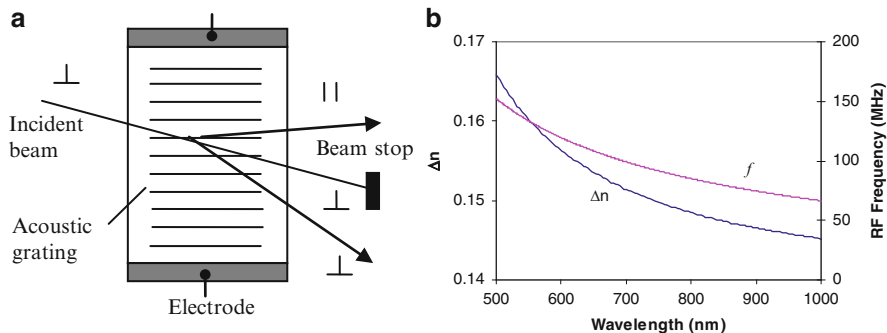 a
⊥
||
Incident
beam
Beam stop
⊥
Acoustic
grating
⊥
Electrode
b
0.17
0.16
0.15
0.14
Δn
200
150
100
50
0
RF Frequency (MHz)
f
Δn
500 600 700 800 900 1000
Wavelength (nm)